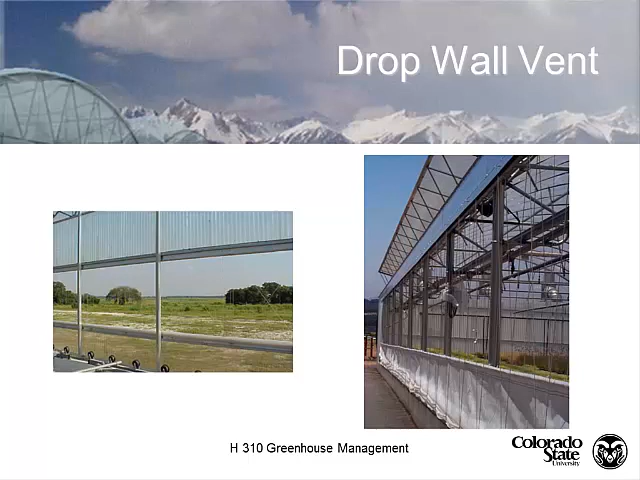 Drop Wall Vent
H 310 Greenhouse Management
Colorado
State
University